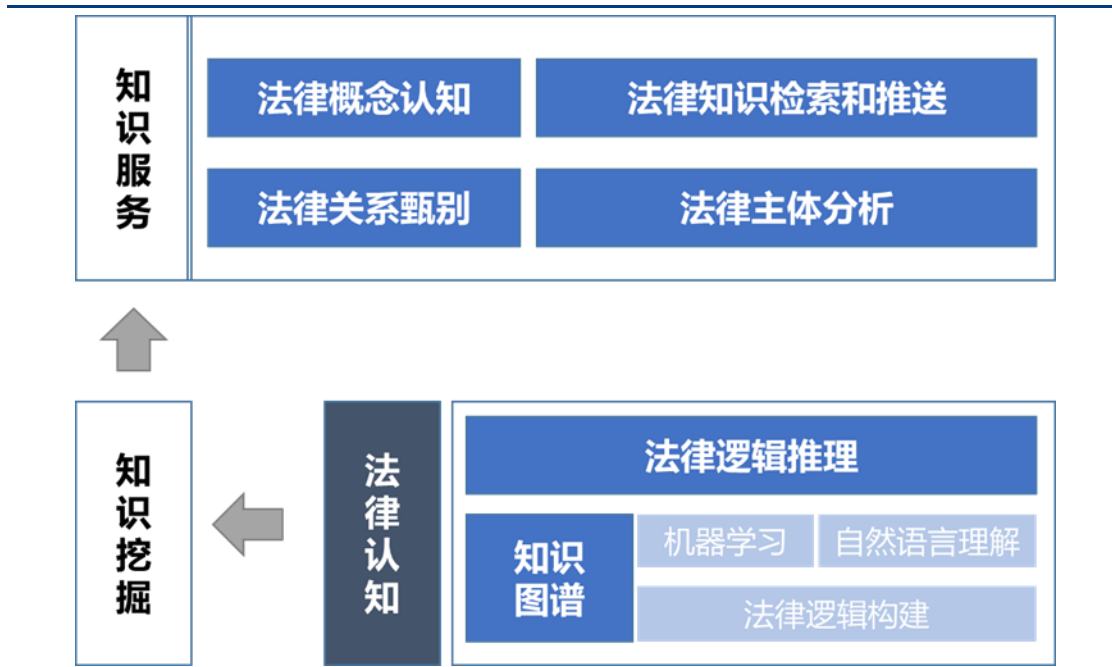 知识服务
法律概念认知
法律知识检索和推送
法律关系甄别
法律主体分析
知识挖掘
法律认知
法律逻辑推理
知识
图谱
机器学习
自然语言理解
法律逻辑构建